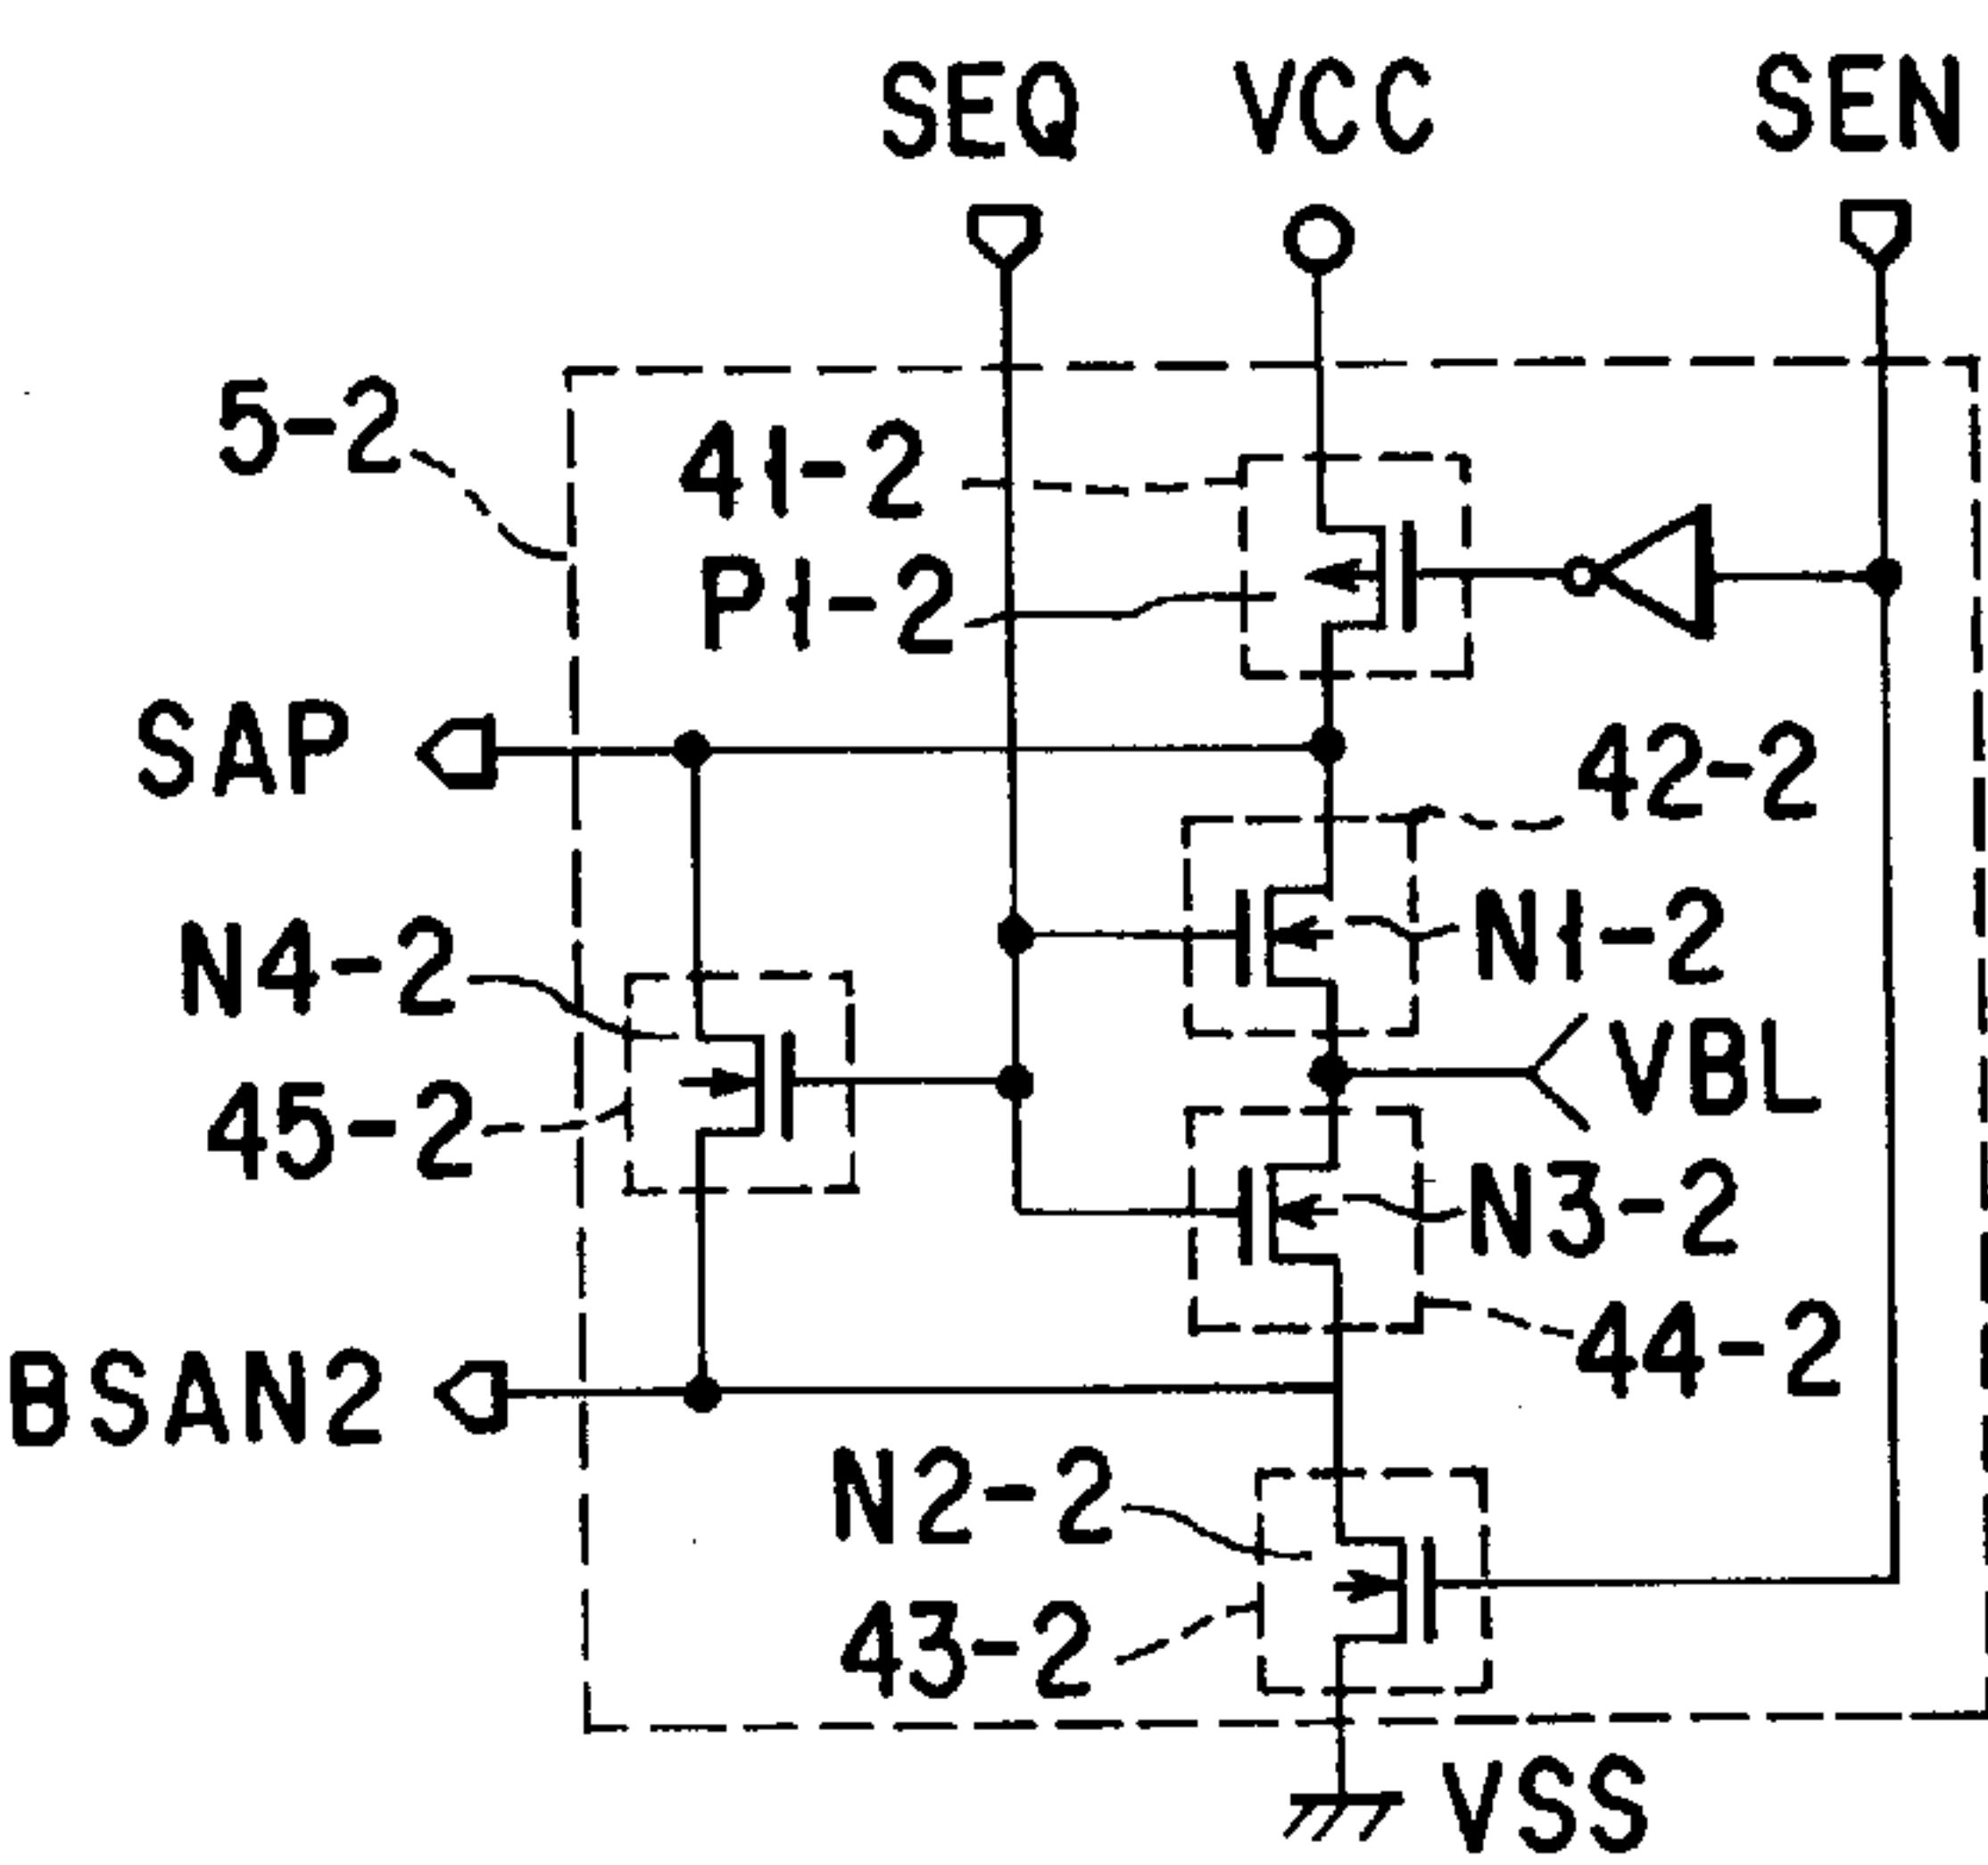 SEQ VCC SEN
5-2
41-2
P1-2
SAP
42-2
N4-2
N1-2
VBL
45-2
N3-2
44-2
BSAN2
N2-2
43-2
VSS